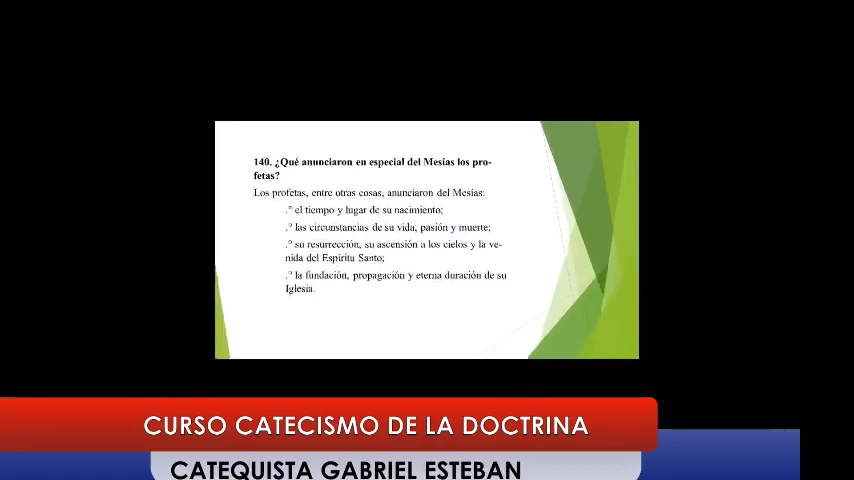 140. ¿Qué anunciaron en especial del Mesías los pro-
fetas?
Los profetas, entre otras cosas, anunciaron del Mesías:
.° el tiempo y lugar de su nacimiento;
.° las circunstancias de su vida, pasión y muerte;
.° su resurrección, su ascensión a los cielos y la ve-
nida del Espíritu Santo;
.° la fundación, propagación y eterna duración de su
Iglesia.
CURSO CATECISMO DE LA DOCTRINA
CATEQUISTA GABRIEL ESTEBAN